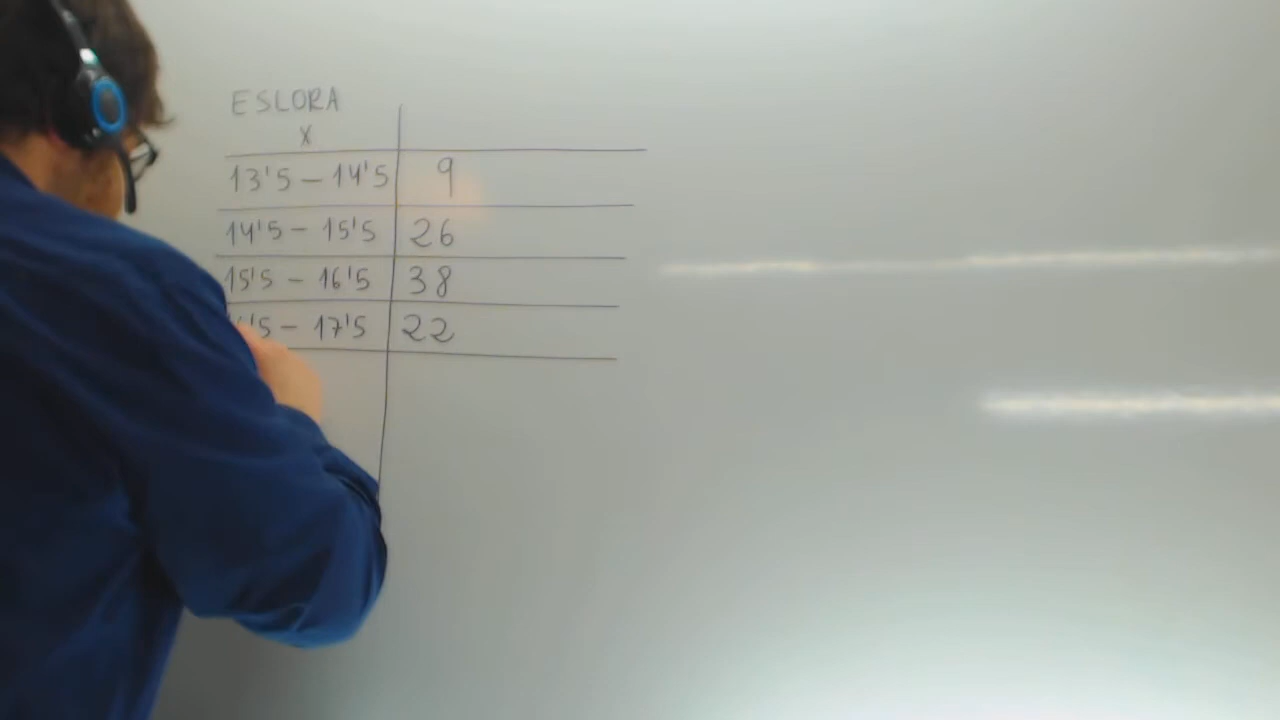 ESLORA
X
13'5 – 14'5 9
14'5 – 15'5 26
15'5 – 16'5 38
– 17'5 22